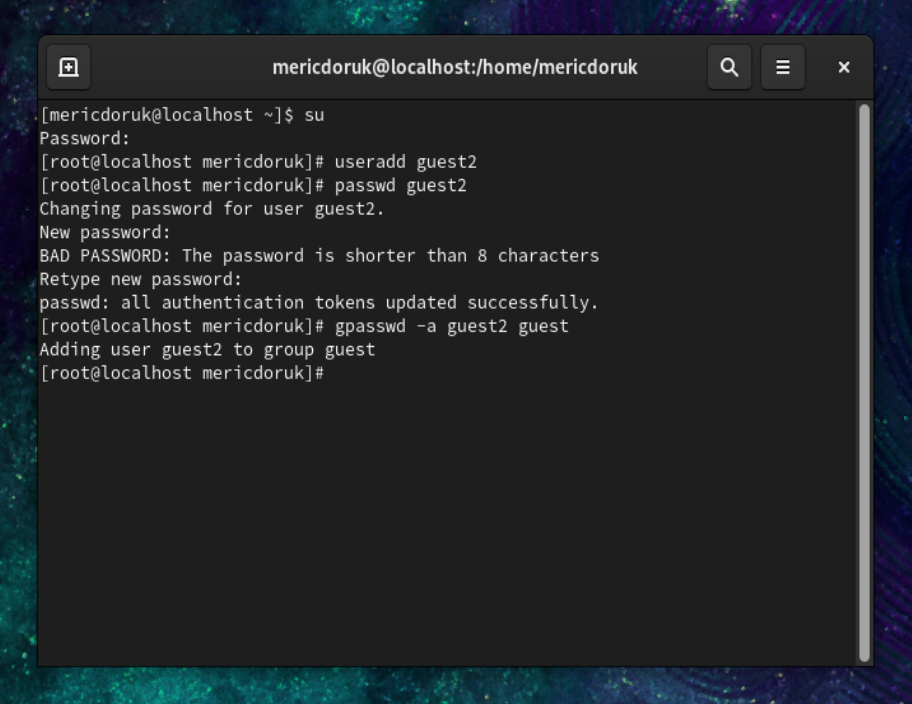 mericdoruk@localhost:/home/mericdoruk
[mericdoruk@localhost ~]$ su
Password:
[root@localhost mericdoruk]# useradd guest2
[root@localhost mericdoruk]# passwd guest2
Changing password for user guest2.
New password:
BAD PASSWORD: The password is shorter than 8 characters
Retype new password:
passwd: all authentication tokens updated successfully.
[root@localhost mericdoruk]# gpasswd -a guest2 guest
Adding user guest2 to group guest
[root@localhost mericdoruk]#